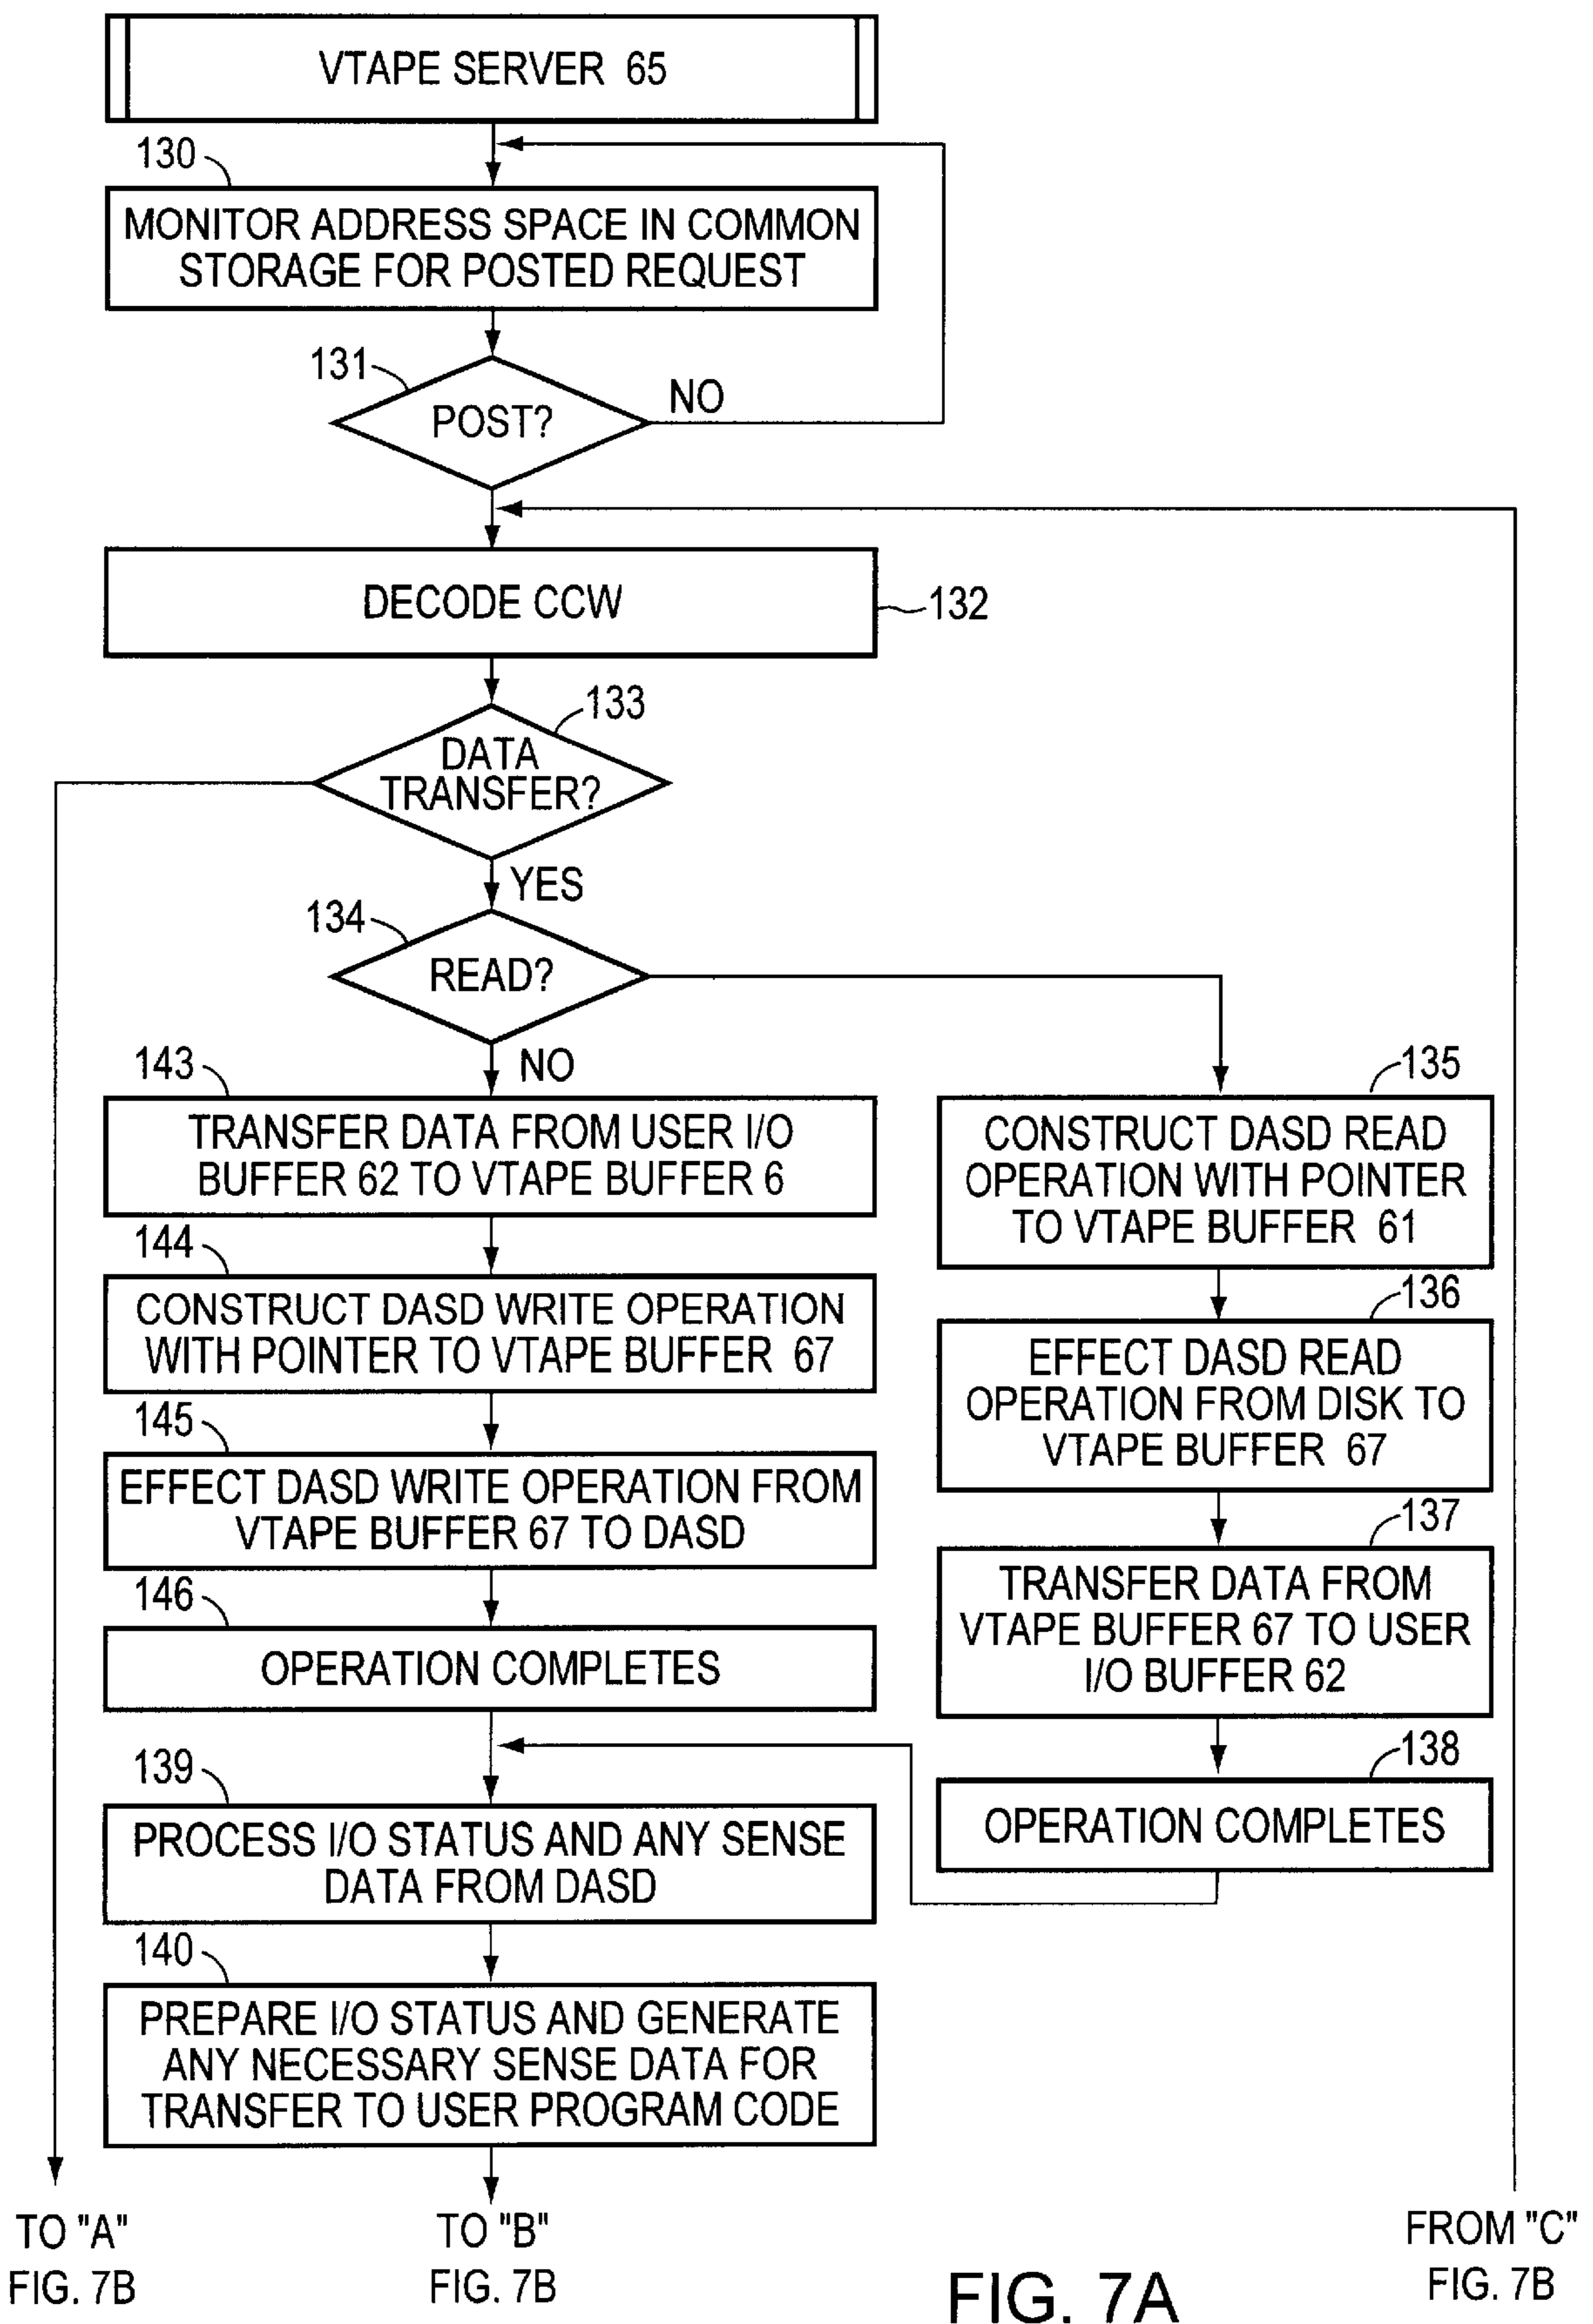 VTAPE SERVER 65
130
MONITOR ADDRESS SPACE IN COMMON
STORAGE FOR POSTED REQUEST
131
POST?
NO
DECODE CCW
132
133
DATA
TRANSFER?
YES
134
READ?
NO
143
TRANSFER DATA FROM USER I/O
BUFFER 62 TO VTAPE BUFFER 6
144
CONSTRUCT DASD WRITE OPERATION
WITH POINTER TO VTAPE BUFFER 67
145
EFFECT DASD WRITE OPERATION FROM
VTAPE BUFFER 67 TO DASD
146
OPERATION COMPLETES
135
CONSTRUCT DASD READ
OPERATION WITH POINTER
TO VTAPE BUFFER 61
136
EFFECT DASD READ
OPERATION FROM DISK TO
VTAPE BUFFER 67
137
TRANSFER DATA FROM
VTAPE BUFFER 67 TO USER
I/O BUFFER 62
138
OPERATION COMPLETES
139
PROCESS I/O STATUS AND ANY SENSE
DATA FROM DASD
140
PREPARE I/O STATUS AND GENERATE
ANY NECESSARY SENSE DATA FOR
TRANSFER TO USER PROGRAM CODE
TO "A"
FIG. 7B
TO "B"
FIG. 7B
FROM "C"
FIG. 7B
FIG. 7A